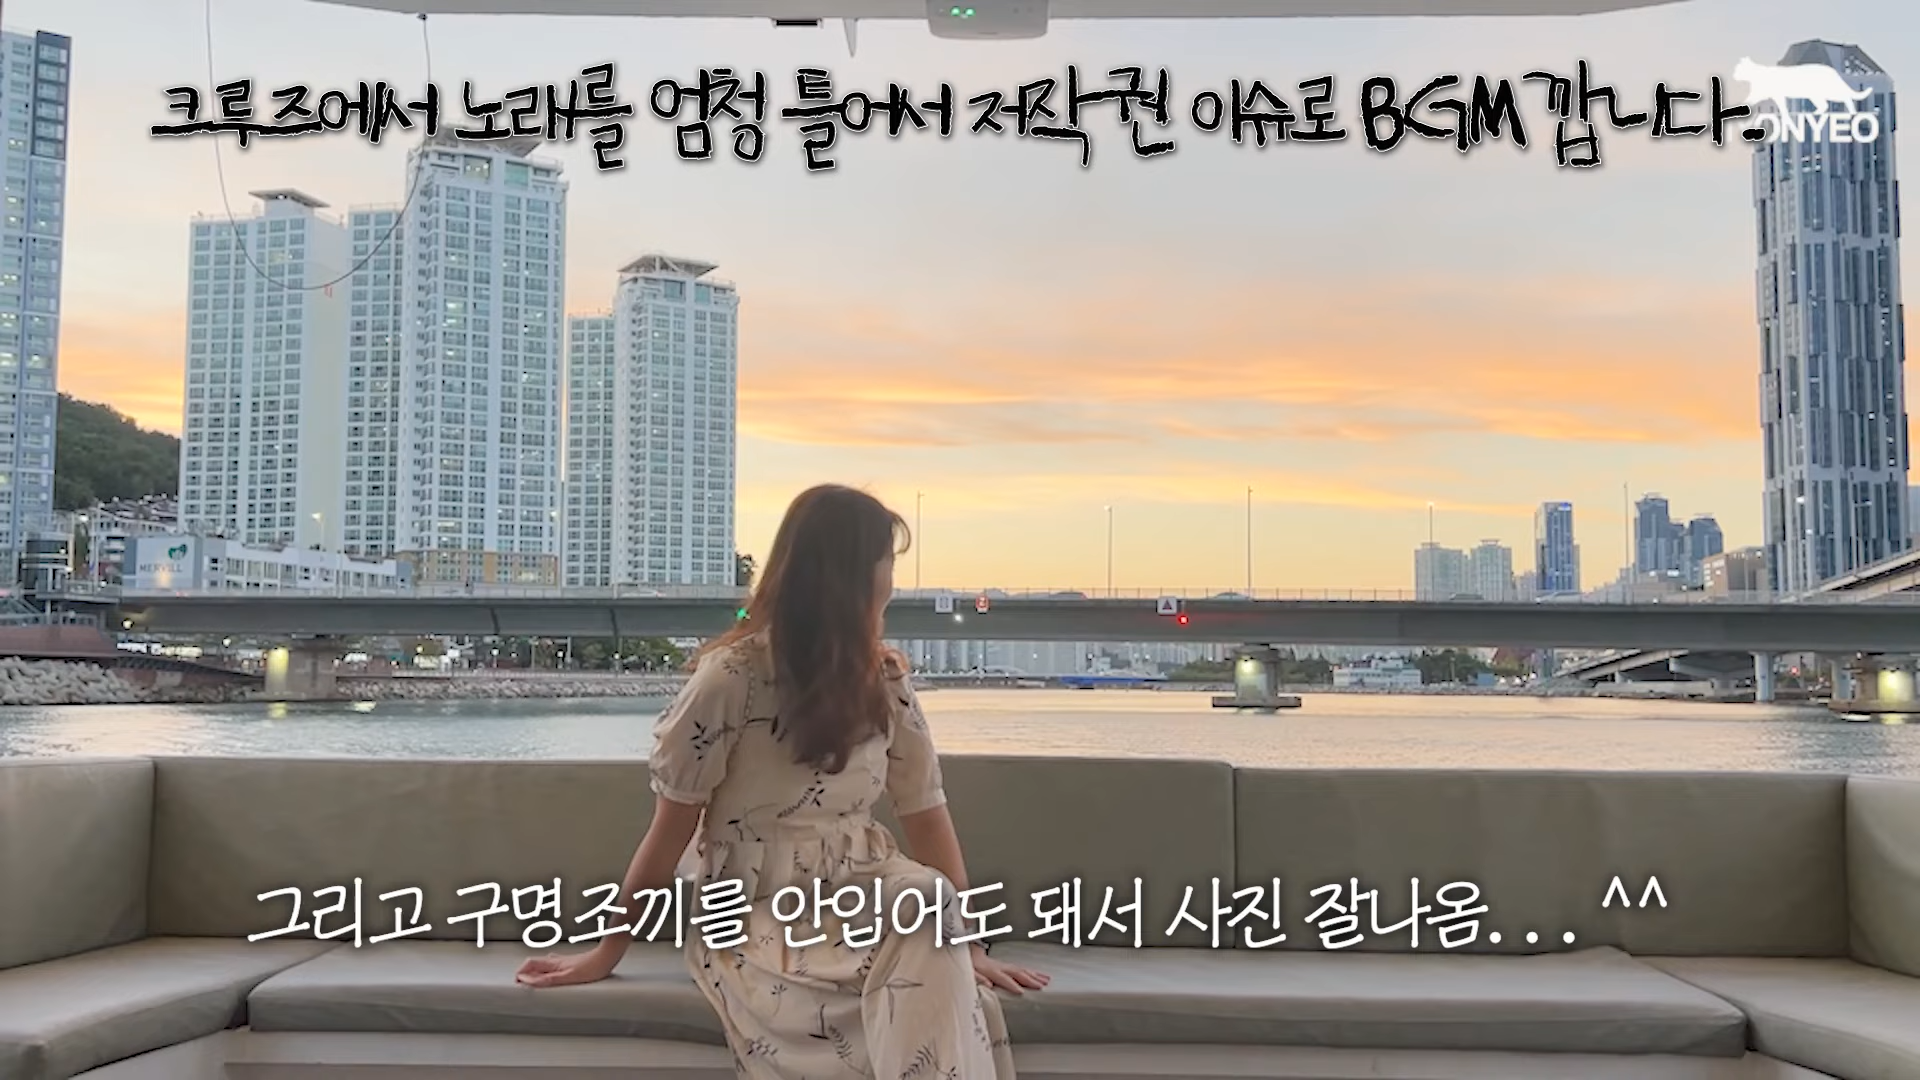 크루즈에서 노래를 엄청 틀어서 저작권 이슈로 BGM 깝니다.
ONYEO
MERVILL
그리고 구명조끼를 안입어도 돼서 사진 잘나옴... ^^